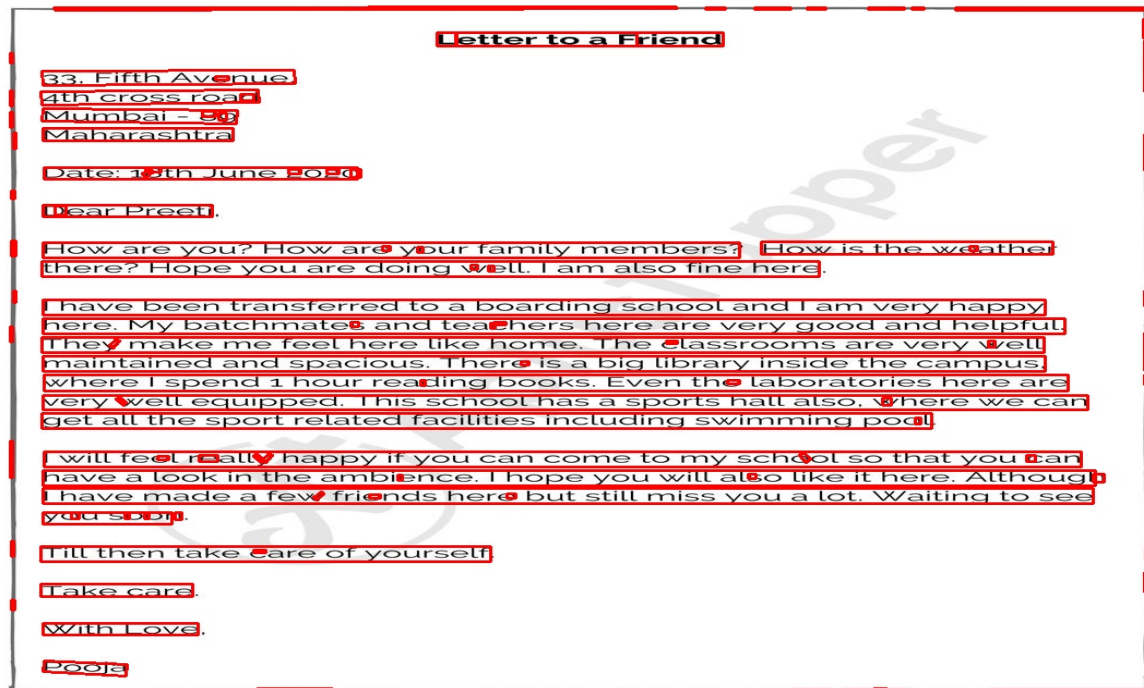 Letter to a Friend
33, Fifth Avenue,
4th cross road
Mumbai -
Maharashtra
Date: th June 2020
Dear Preeti,
How are you? How are your family members? How is the weather
there? Hope you are doing well. I am also fine here.
I have been transferred to a boarding school and I am very happy
here. My batchmates and teachers here are very good and helpful.
They make me feel here like home. The classrooms are very well
maintained and spacious. There is a big library inside the campus,
where I spend 1 hour reading books. Even the laboratories here are
very well equipped. This school has a sports hall also, where we can
get all the sport related facilities including swimming pool.
I will feel really happy if you can come to my school so that you can
have a look in the ambience. I hope you will also like it here. Although
I have made a few friends here but still miss you a lot. Waiting to see
you soon.
Till then take care of yourself.
Take care.
With Love,
Pooja